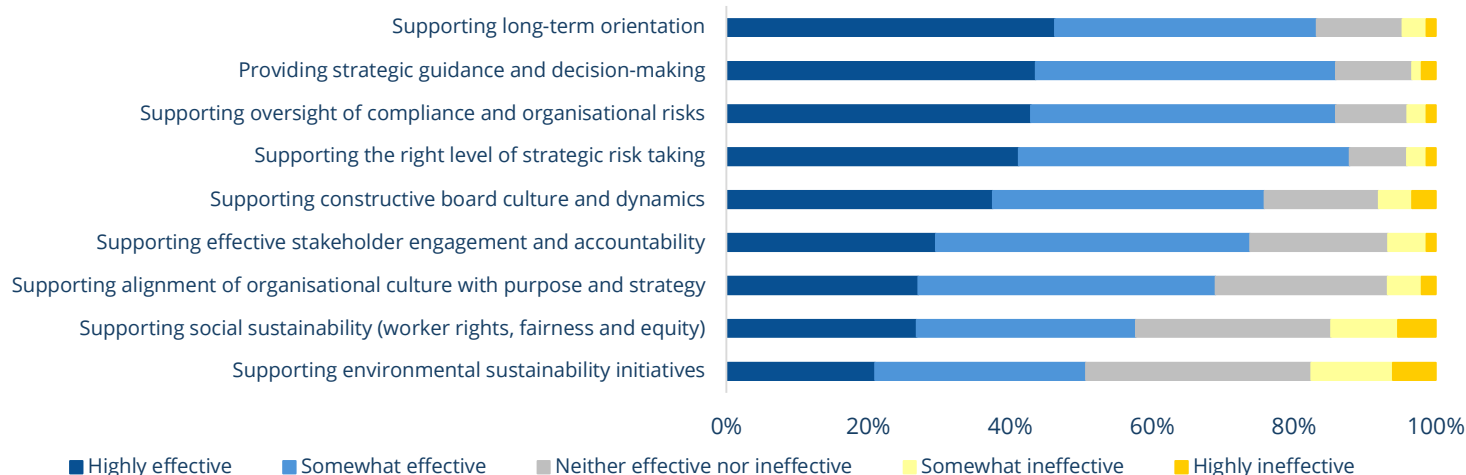 Supporting long-term orientation
Providing strategic guidance and decision-making
Supporting oversight of compliance and organisational risks
Supporting the right level of strategic risk taking
Supporting constructive board culture and dynamics
Supporting effective stakeholder engagement and accountability
Supporting alignment of organisational culture with purpose and strategy
Supporting social sustainability (worker rights, fairness and equity)
Supporting environmental sustainability initiatives
0% 20% 40% 60% 80% 100%
Highly effective Somewhat effective Neither effective nor ineffective Somewhat ineffective Highly ineffective